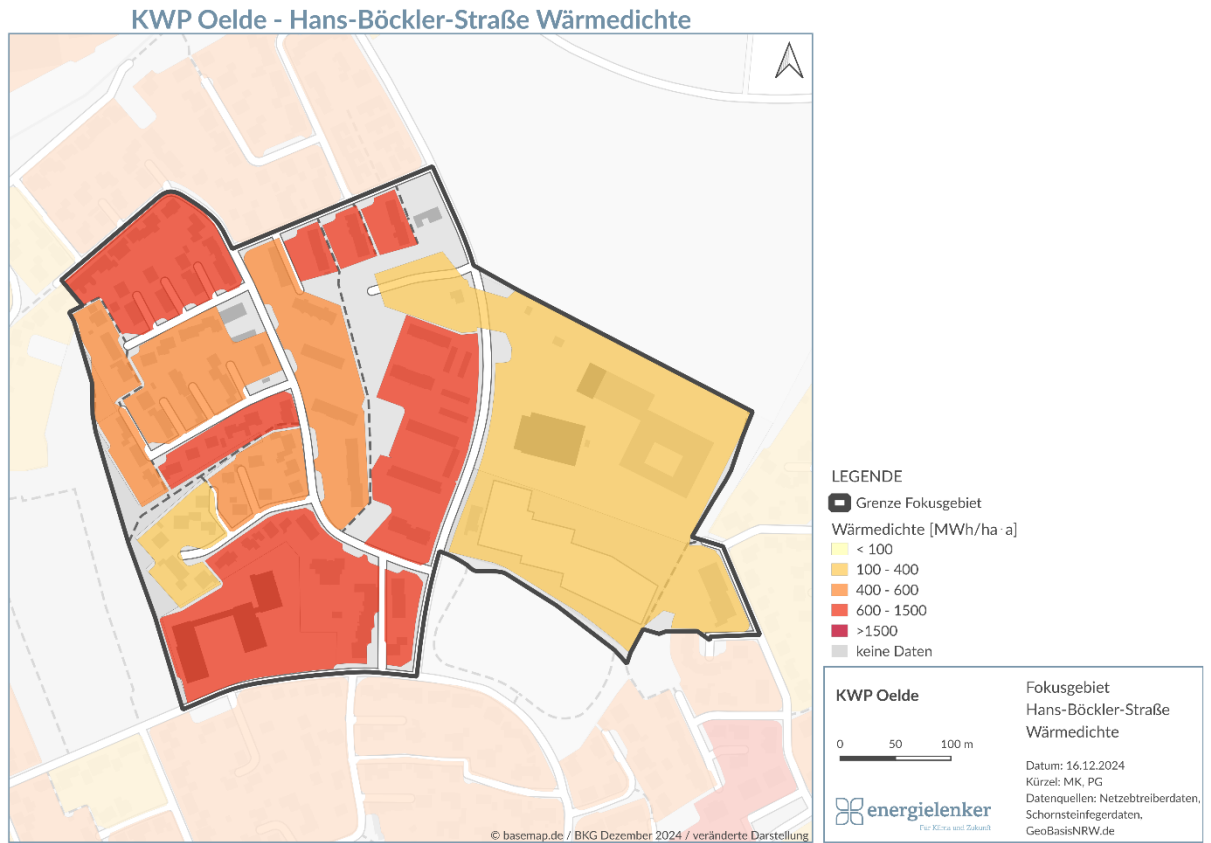 KWP Oelde - Hans-Böckler-Straße Wärmedichte
© basemap.de / BKG Dezember 2024 / veränderte Darstellung
LEGENDE
Grenze Fokusgebiet
Wärmedichte [MWh/ha·a]
< 100
100 - 400
400 - 600
600 - 1500
>1500
keine Daten
KWP Oelde
0 50 100 m
energielenker
Für Klima und Zukunft
Fokusgebiet
Hans-Böckler-Straße
Wärmedichte
Datum: 16.12.2024
Kürzel: MK, PG
Datenquellen: Netzbetreiberdaten,
Schornsteinfegerdaten,
GeoBasisNRW.de